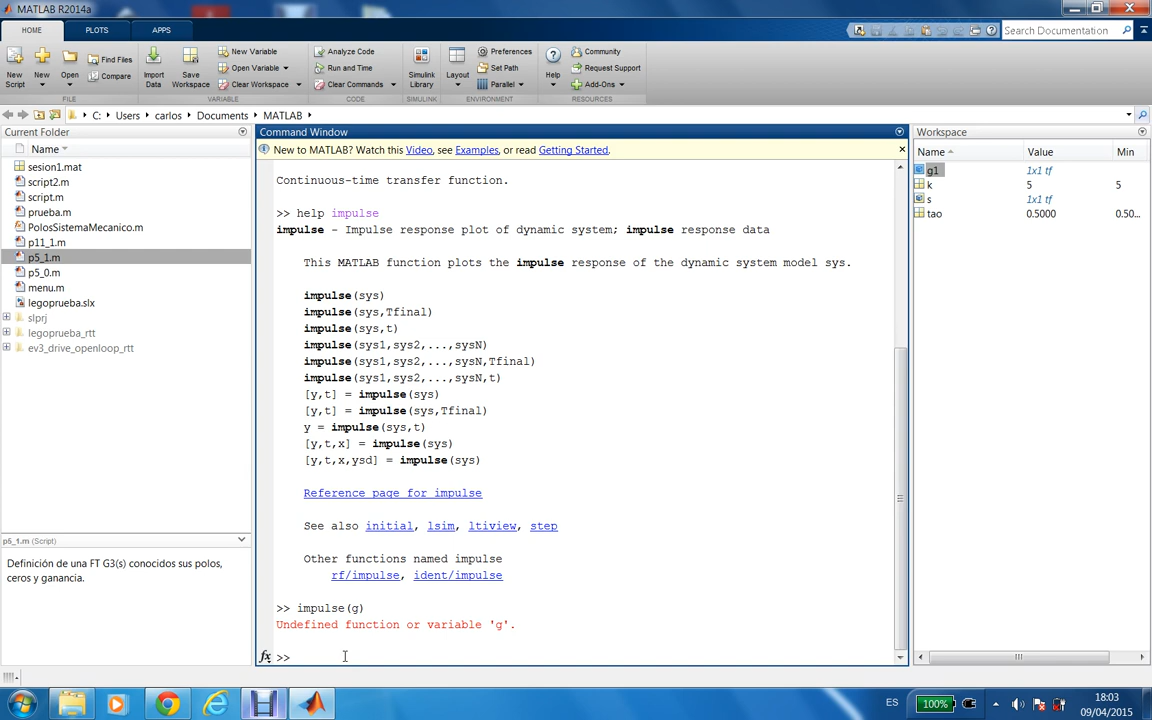 MATLAB R2014a
HOME
PLOTS
APPS
Search Documentation
New Script
New
Open
Find Files
Compare
Import Data
Save Workspace
New Variable
Open Variable
Clear Workspace
Analyze Code
Run and Time
Clear Commands
Simulink Library
Layout
Preferences
Set Path
Parallel
Help
Community
Request Support
Add-Ons
FILE
VARIABLE
CODE
SIMULINK
ENVIRONMENT
RESOURCES
C: Users carlos Documents MATLAB
Current Folder
Name
sesion1.mat
script2.m
script.m
prueba.m
PolosSistemaMecanico.m
p11_1.m
p5_1.m
p5_0.m
menu.m
legoprueba.slx
slprj
legoprueba_rtt
ev3_drive_openloop_rtt
p5_1.m (Script)
Definición de una FT G3(s) conocidos sus polos,
ceros y ganancia.
Command Window
New to MATLAB? Watch this Video, see Examples, or read Getting Started.
Continuous-time transfer function.
>> help impulse
impulse - Impulse response plot of dynamic system; impulse response data
This MATLAB function plots the impulse response of the dynamic system model sys.
impulse(sys)
impulse(sys,Tfinal)
impulse(sys,t)
impulse(sys1,sys2,...,sysN)
impulse(sys1,sys2,...,sysN,Tfinal)
impulse(sys1,sys2,...,sysN,t)
[y,t] = impulse(sys)
[y,t] = impulse(sys,Tfinal)
y = impulse(sys,t)
[y,t,x] = impulse(sys)
[y,t,x,ysd] = impulse(sys)
Reference page for impulse
See also initial, lsim, ltiview, step
Other functions named impulse
rf/impulse, ident/impulse
>> impulse(g)
Undefined function or variable 'g'.
fx >>
Workspace
Name Value Min
g1 1x1 tf
k 5 5
s 1x1 tf
tao 0.5000 0.50...
ES
100%
18:03
09/04/2015